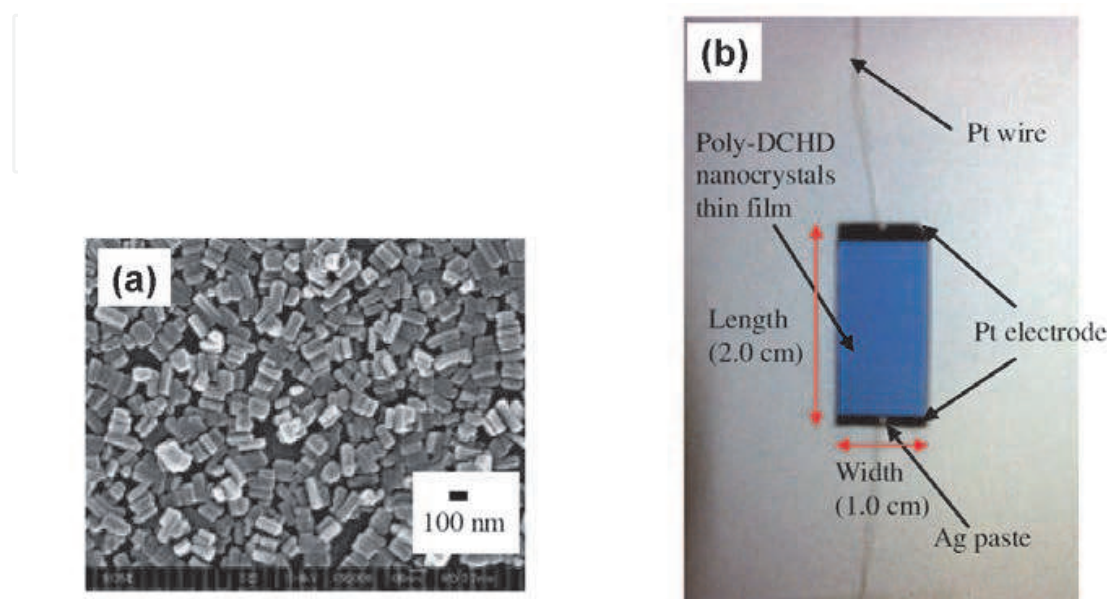 (a)
100 nm
(b)
Pt wire
Poly-DCHD
nanocrystals
thin film
Length
(2.0 cm)
Pt electrode
Width
(1.0 cm)
Ag paste